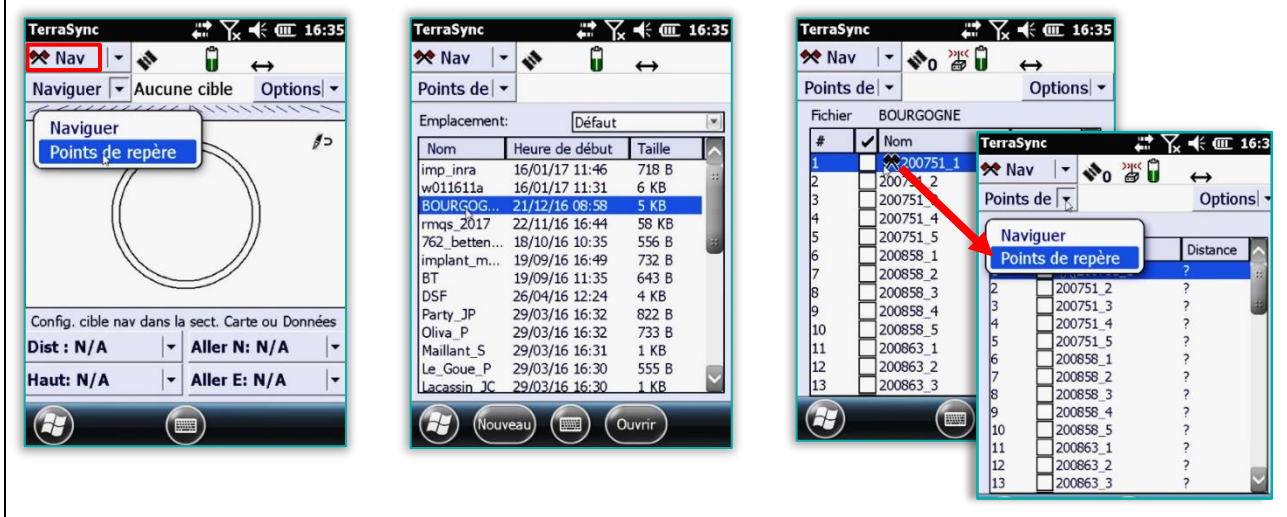 TerraSync 16:35
Nav
Naviguer Aucune cible Options
Naviguer
Points de repère
Config. cible nav dans la sect. Carte ou Données
Dist : N/A Aller N: N/A
Haut: N/A Aller E: N/A
TerraSync 16:35
Nav
Points de
Emplacement: Défaut
Nom Heure de début Taille
imp_inra 16/01/17 11:46 718 B
w011611a 16/01/17 11:31 6 KB
BOURGOG... 21/12/16 08:58 5 KB
rmqs_2017 22/11/16 16:44 58 KB
762_betten... 18/10/16 10:35 556 B
implant_m... 19/09/16 16:49 732 B
BT 19/09/16 11:35 643 B
DSF 26/04/16 12:24 4 KB
Party_JP 29/03/16 16:32 822 B
Oliva_P 29/03/16 16:32 733 B
Maillant_S 29/03/16 16:31 1 KB
Le_Goue_P 29/03/16 16:30 555 B
Lacassin_JC 29/03/16 16:30 1 KB
Nouveau Ouvrir
TerraSync 16:35
Nav 0
Points de Options
Fichier BOURGOGNE
# Nom
1 200751_1
2 200751_2
3
4 200751_4
5 200751_5
6 200858_1
7 200858_2
8 200858_3
9 200858_4
10 200858_5
11 200863_1
12 200863_2
13 200863_3
TerraSync 16:3
Nav 0
Points de Options
Naviguer
Points de repère
Distance
?
2 200751_2 ?
3 200751_3 ?
4 200751_4 ?
5 200751_5 ?
6 200858_1 ?
7 200858_2 ?
8 200858_3 ?
9 200858_4 ?
10 200858_5 ?
11 200863_1 ?
12 200863_2 ?
13 200863_3 ?